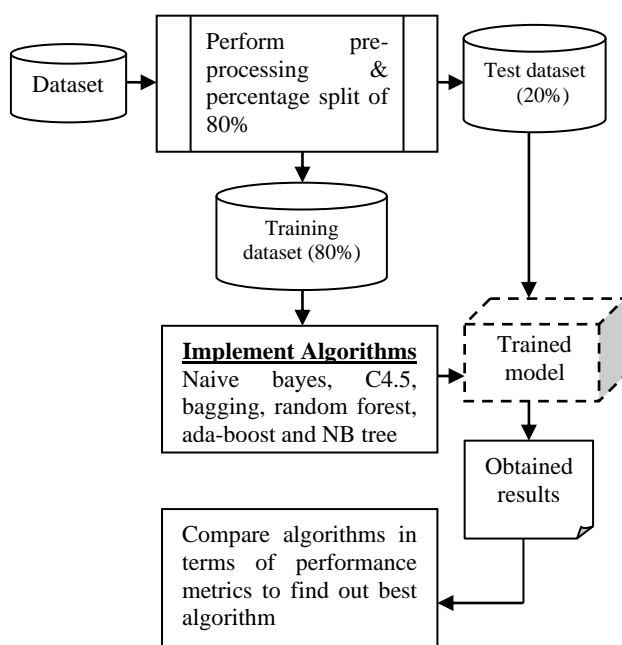 Dataset
Perform pre-
processing &
percentage split of
80%
Test dataset
(20%)
Training
dataset (80%)
Implement Algorithms
Naive bayes, C4.5,
bagging, random forest,
ada-boost and NB tree
Trained
model
Obtained
results
Compare algorithms in
terms of performance
metrics to find out best
algorithm